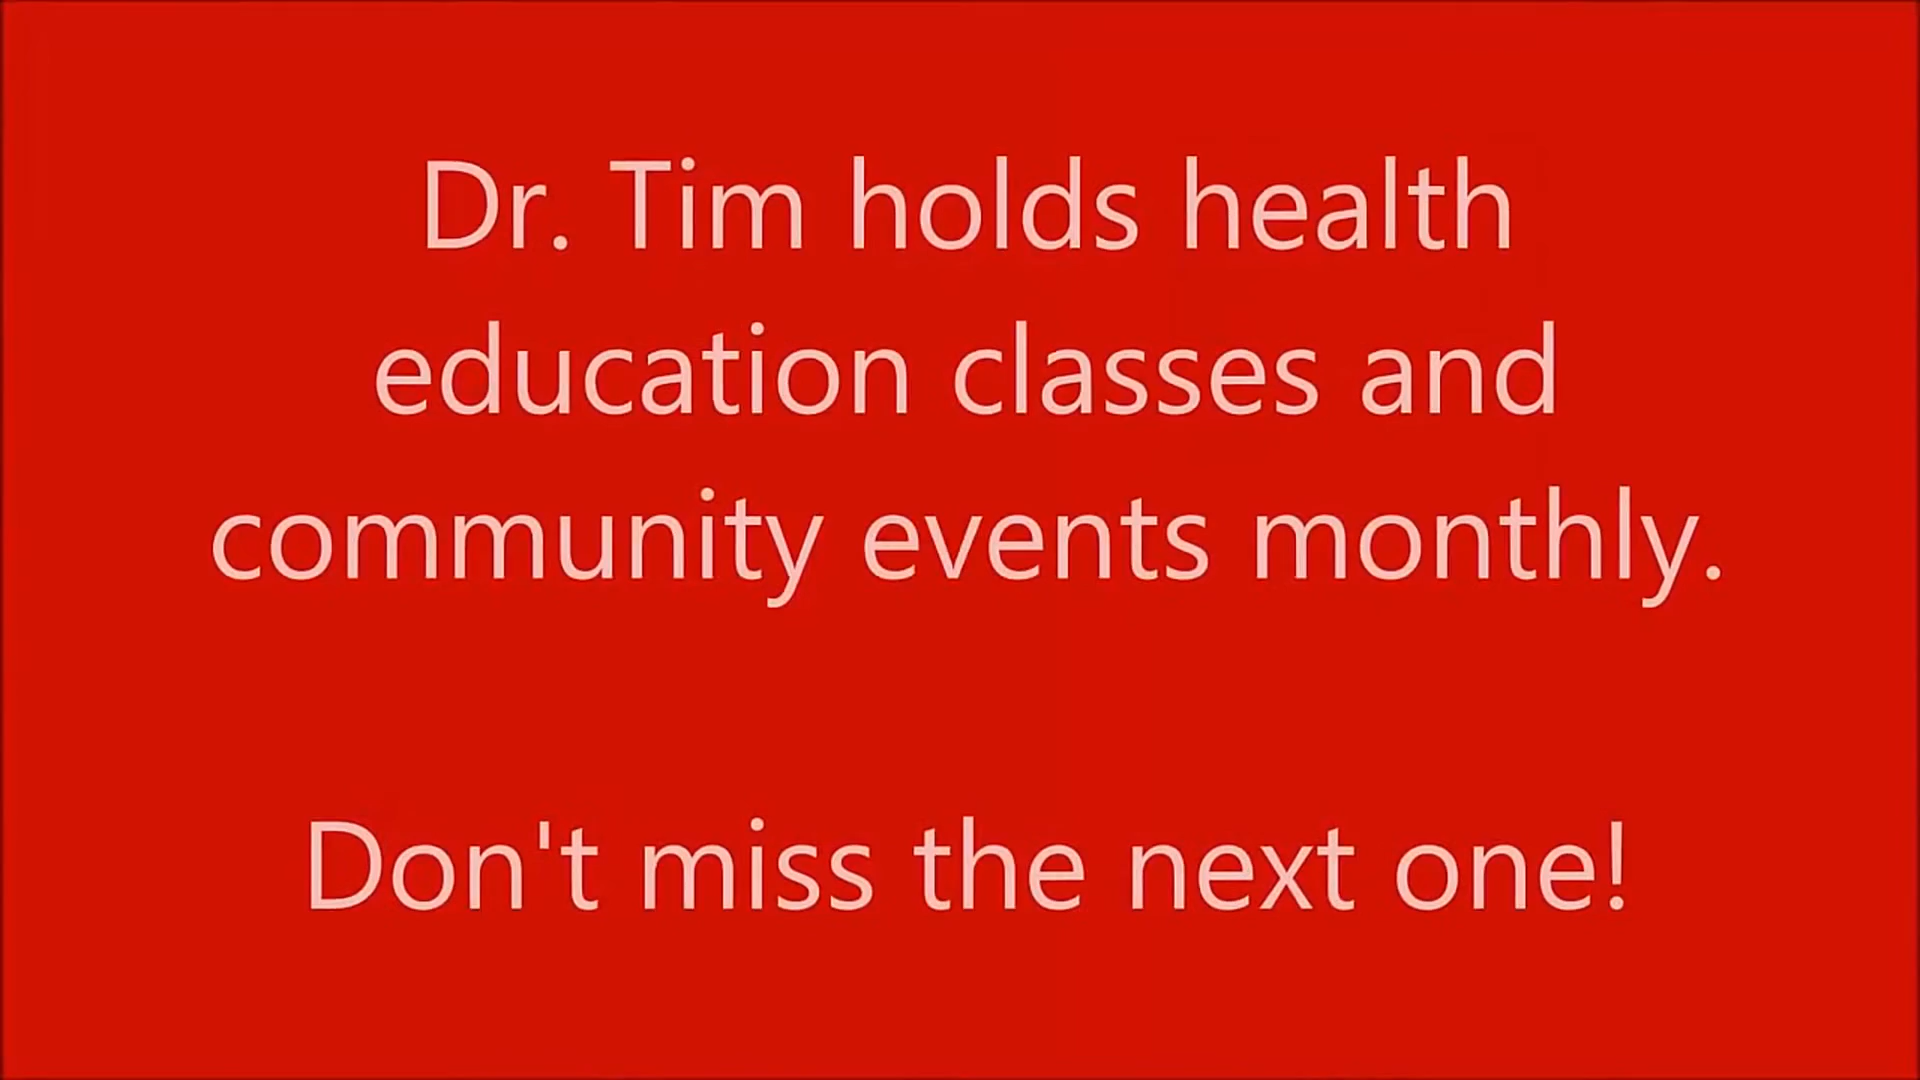 Dr. Tim holds health
education classes and
community events monthly.
Don't miss the next one!